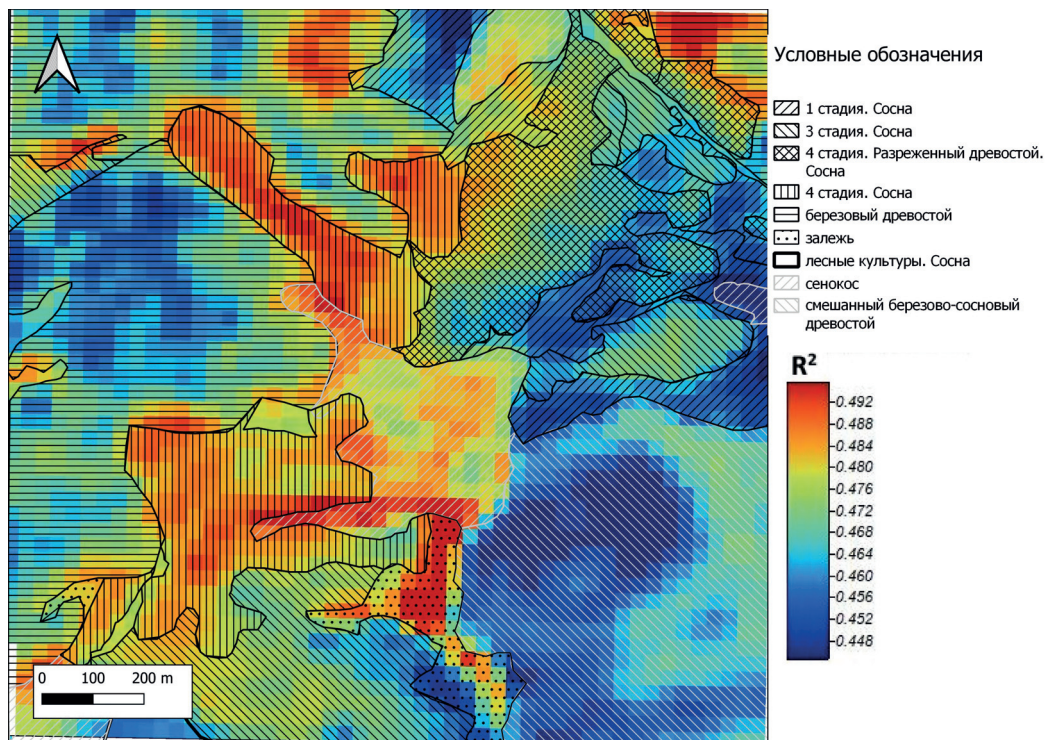 Условные обозначения
1 стадия. Сосна
3 стадия. Сосна
4 стадия. Разреженный древостой.
Сосна
4 стадия. Сосна
березовый древостой
залежь
лесные культуры. Сосна
сенокос
смешанный березово-сосновый
древостой
R²
0.492
0.488
0.484
0.480
0.476
0.472
0.468
0.464
0.460
0.456
0.452
0.448
0 100 200 m